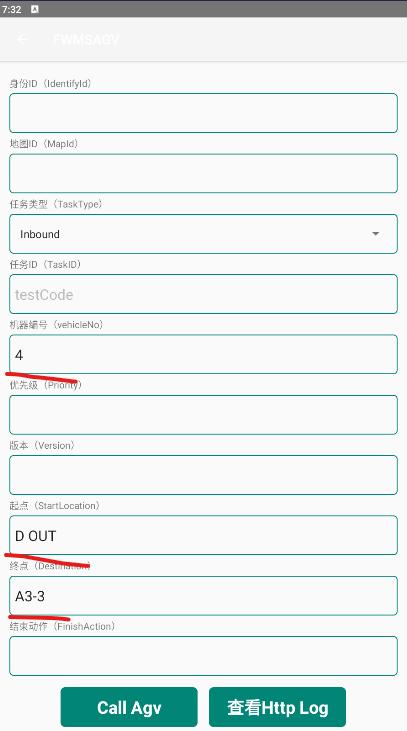 7:32 A
FWMSAGV
身份ID（IdentifyId）
地图ID（MapId）
任务类型（TaskType）
Inbound
任务ID（TaskID）
testCode
机器编号（vehicleNo）
4
优先级（Priority）
版本（Version）
起点（StartLocation）
D OUT
终点（Destination）
A3-3
结束动作（FinishAction）
Call Agv 查看Http Log